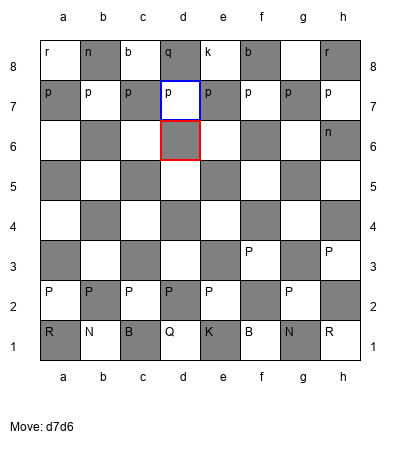 a b c d e f g h
8 r n b q k b r 8
7 p p p p p p p p 7
6 n 6
5 5
4 4
3 P P 3
2 P P P P P P 2
1 R N B Q K B N R 1
a b c d e f g h
Move: d7d6